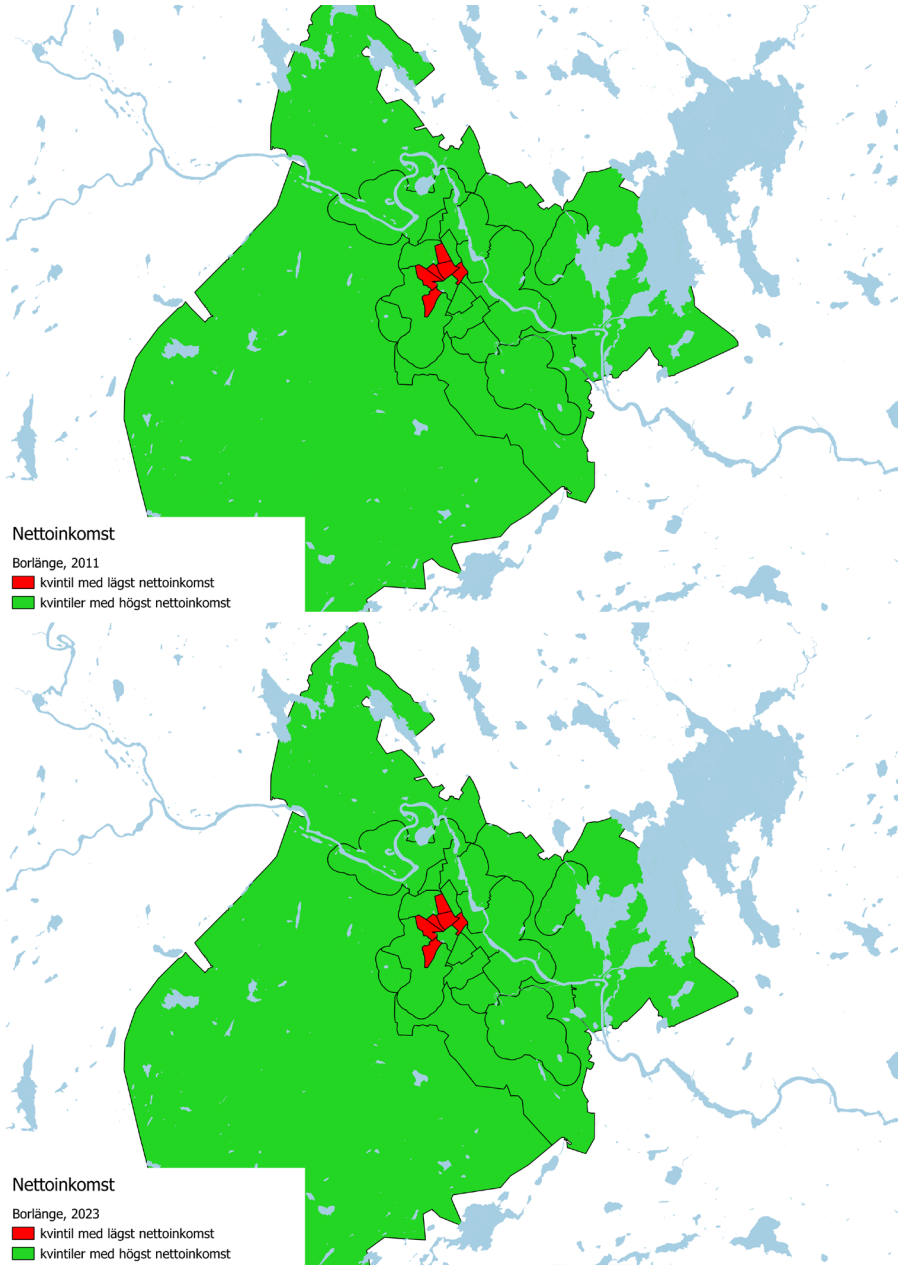 Nettoinkomst
Borlänge, 2011
kvintil med lägst nettoinkomst
kvintiler med högst nettoinkomst
Nettoinkomst
Borlänge, 2023
kvintil med lägst nettoinkomst
kvintiler med högst nettoinkomst